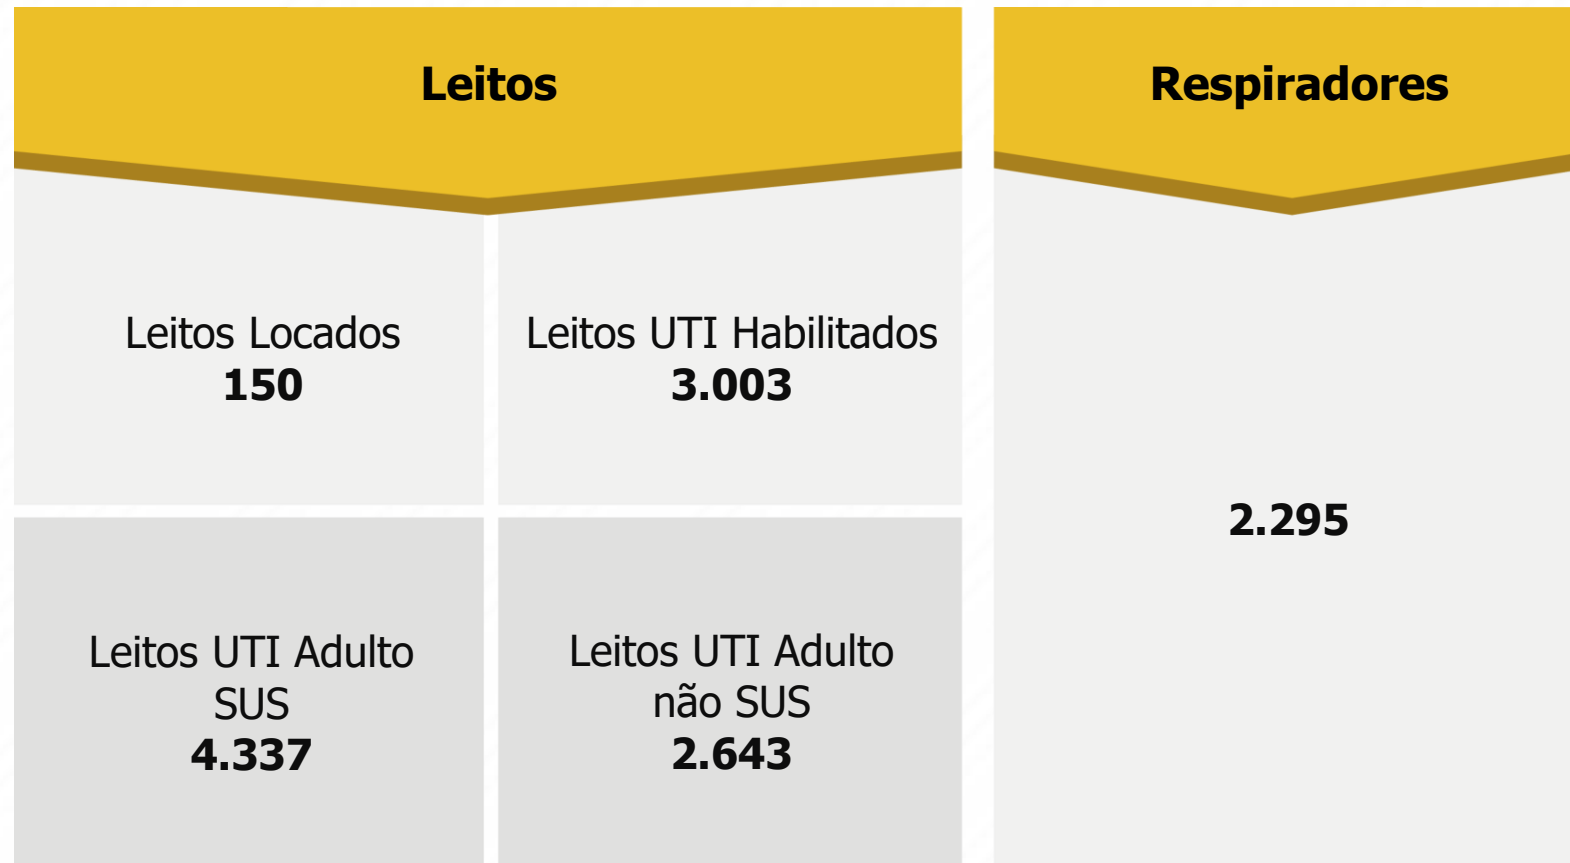 Leitos
Leitos Locados
150
Leitos UTI Habilitados
3.003
Leitos UTI Adulto
SUS
4.337
Leitos UTI Adulto
não SUS
2.643
Respiradores
2.295